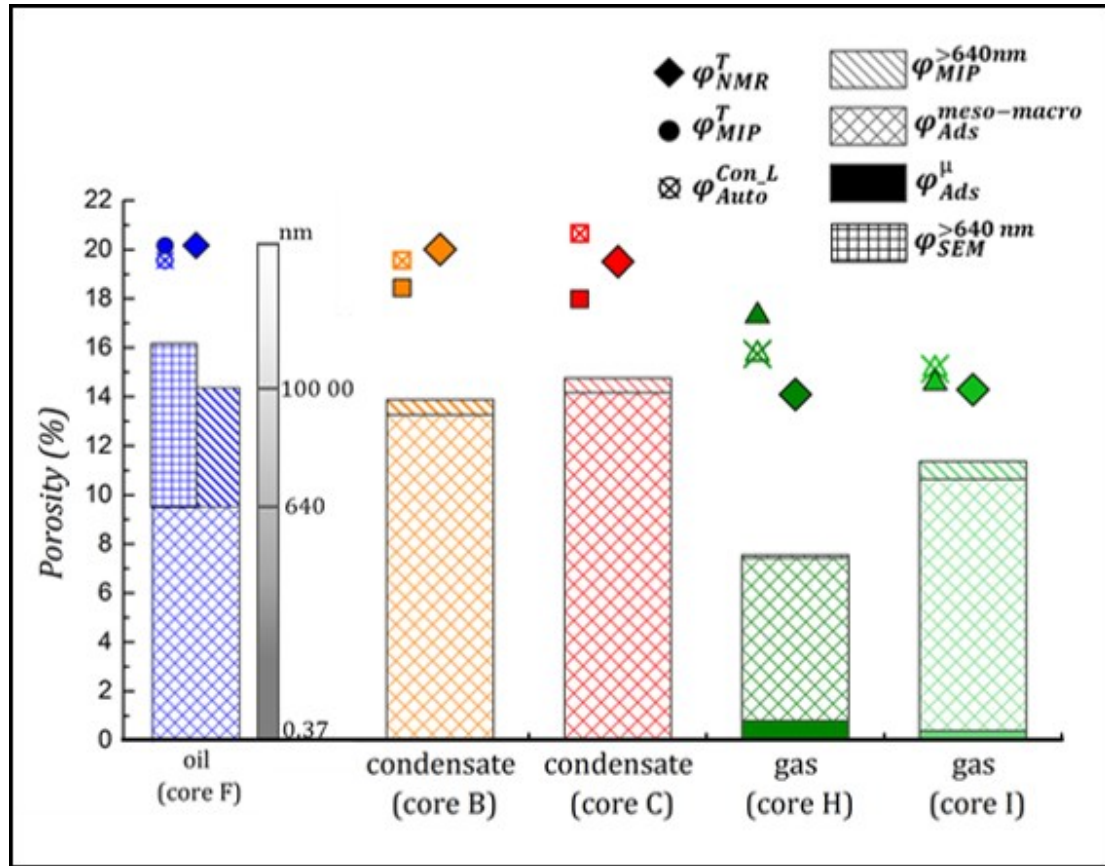 φ^T_NMR
φ^T_MIP
φ^Con_L_Auto
φ^>640nm_MIP
φ^meso-macro_Ads
φ^μ_Ads
φ^>640 nm_SEM
Porosity (%)
22
20
18
16
14
12
10
8
6
4
2
0
nm
100 00
640
0.37
oil
(core F)
condensate
(core B)
condensate
(core C)
gas
(core H)
gas
(core I)